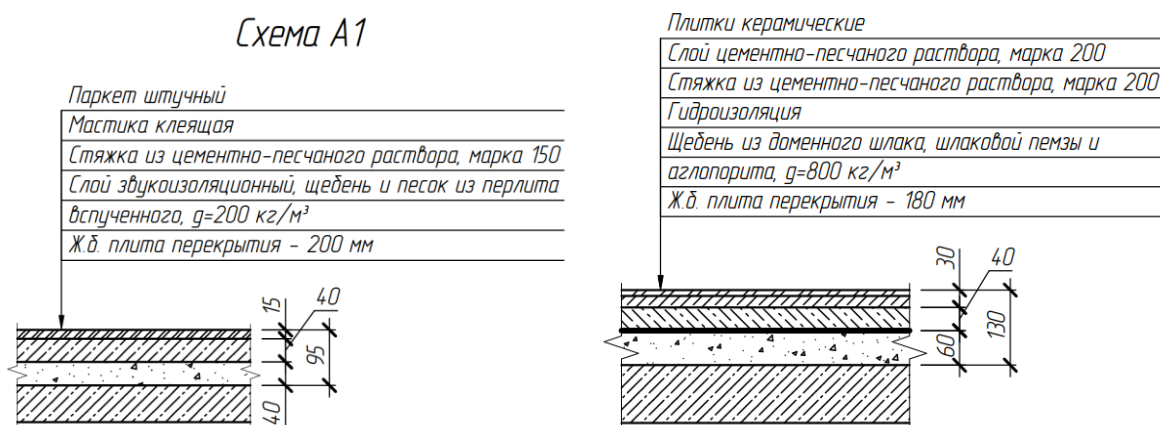 Схема А1
Паркет штучный
Мастика клеящая
Стяжка из цементно-песчаного раствора, марка 150
Слой звукоизоляционный, щебень и песок из перлита
вспученного, g=200 кг/м³
Ж.б. плита перекрытия - 200 мм
15
40
95
40
Плитки керамические
Слой цементно-песчаного раствора, марка 200
Стяжка из цементно-песчаного раствора, марка 200
Гидроизоляция
Щебень из доменного шлака, шлаковой пемзы и
аглопорита, g=800 кг/м³
Ж.б. плита перекрытия - 180 мм
30
40
130
60